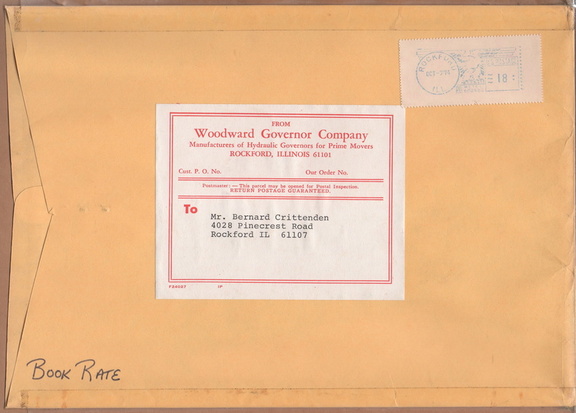 ROCKFORD
ILL
18
FROM
Woodward Governor Company
Manufacturers of Hydraulic Governors for Prime Movers
ROCKFORD, ILLINOIS 61101
Cust. P. O. No. Our Order No.
Postmaster: — This parcel may be opened for Postal Inspection
RETURN POSTAGE GUARANTEED.
To
Mr. Bernard Crittenden
4028 Pinecrest Road
Rockford IL 61107
BOOK RATE